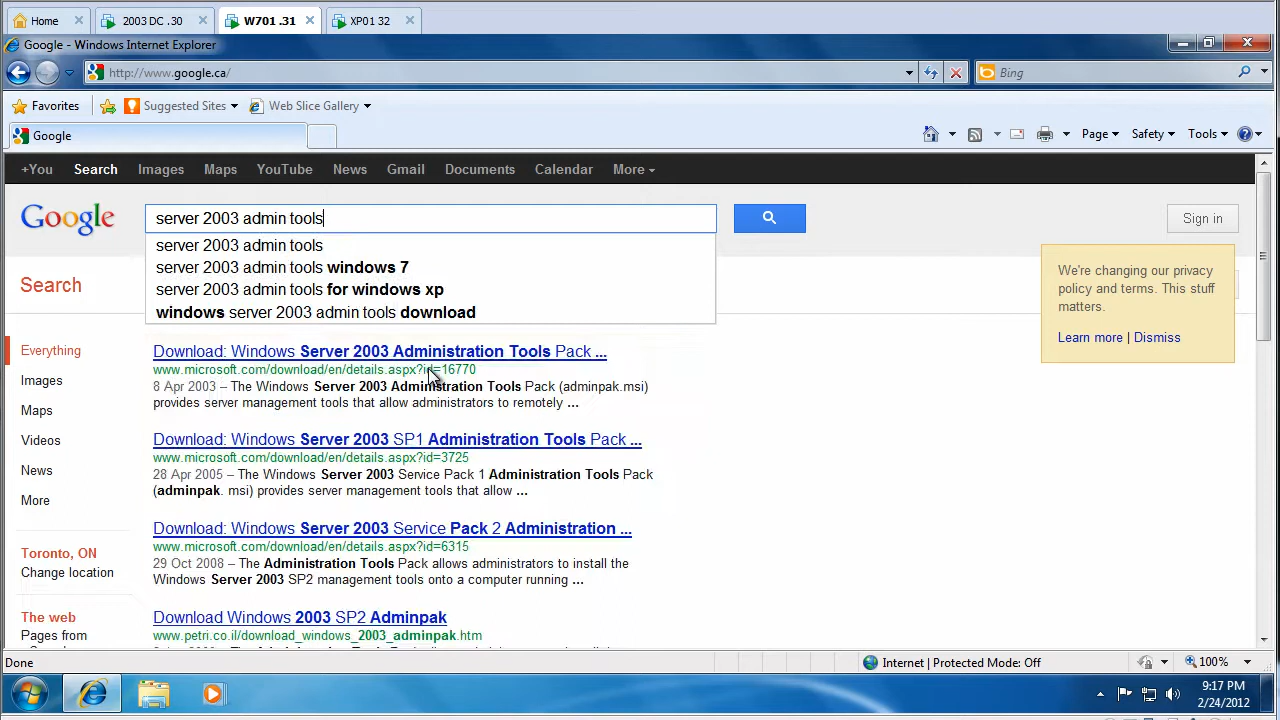 Home
2003 DC .30
W701 .31
XP01 32
Google - Windows Internet Explorer
http://www.google.ca/
Bing
Favorites
Suggested Sites
Web Slice Gallery
Google
Page
Safety
Tools
+You Search Images Maps YouTube News Gmail Documents Calendar More
Google
server 2003 admin tools
Sign in
server 2003 admin tools
server 2003 admin tools windows 7
server 2003 admin tools for windows xp
windows server 2003 admin tools download
We're changing our privacy
policy and terms. This stuff
matters.
Learn more | Dismiss
Search
Everything
Images
Maps
Videos
News
More
Toronto, ON
Change location
The web
Pages from
Download: Windows Server 2003 Administration Tools Pack ...
www.microsoft.com/download/en/details.aspx?id=16770
8 Apr 2003 – The Windows Server 2003 Administration Tools Pack (adminpak.msi)
provides server management tools that allow administrators to remotely ...
Download: Windows Server 2003 SP1 Administration Tools Pack ...
www.microsoft.com/download/en/details.aspx?id=3725
28 Apr 2005 – The Windows Server 2003 Service Pack 1 Administration Tools Pack
(adminpak. msi) provides server management tools that allow ...
Download: Windows Server 2003 Service Pack 2 Administration ...
www.microsoft.com/download/en/details.aspx?id=6315
29 Oct 2008 – The Administration Tools Pack allows administrators to install the
Windows Server 2003 SP2 management tools onto a computer running ...
Download Windows 2003 SP2 Adminpak
www.petri.co.il/download_windows_2003_adminpak.htm
Done
Internet | Protected Mode: Off
100%
9:17 PM
2/24/2012